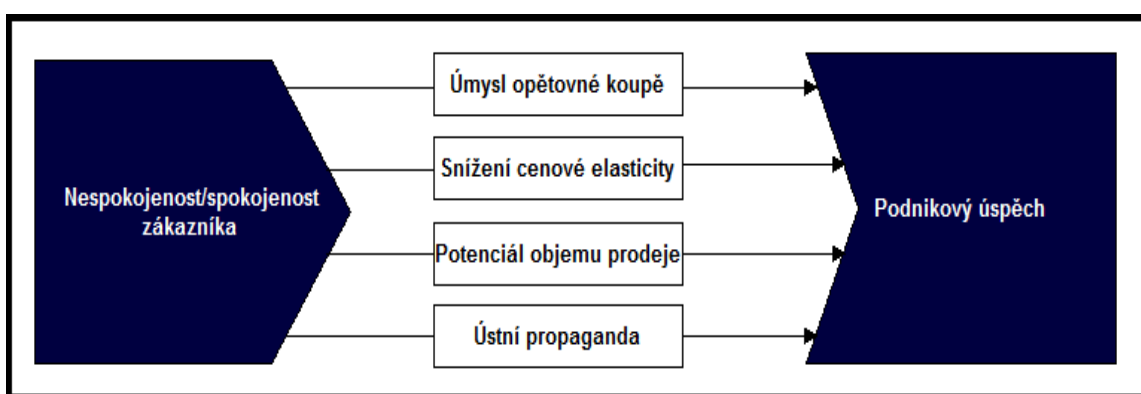 Nespokojenost/spokojenost
zákazníka
Úmysl opětovné koupě
Snížení cenové elasticity
Potenciál objemu prodeje
Ústní propaganda
Podnikový úspěch